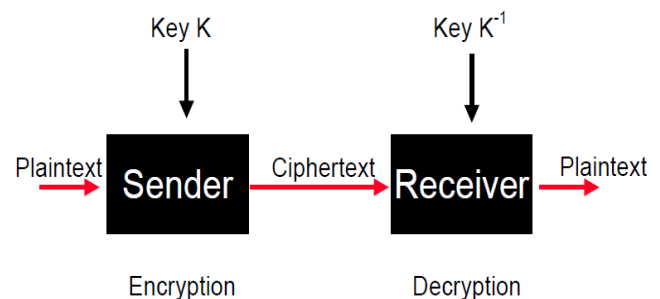 Key K
Key K⁻¹
Plaintext
Sender
Ciphertext
Receiver
Plaintext
Encryption
Decryption